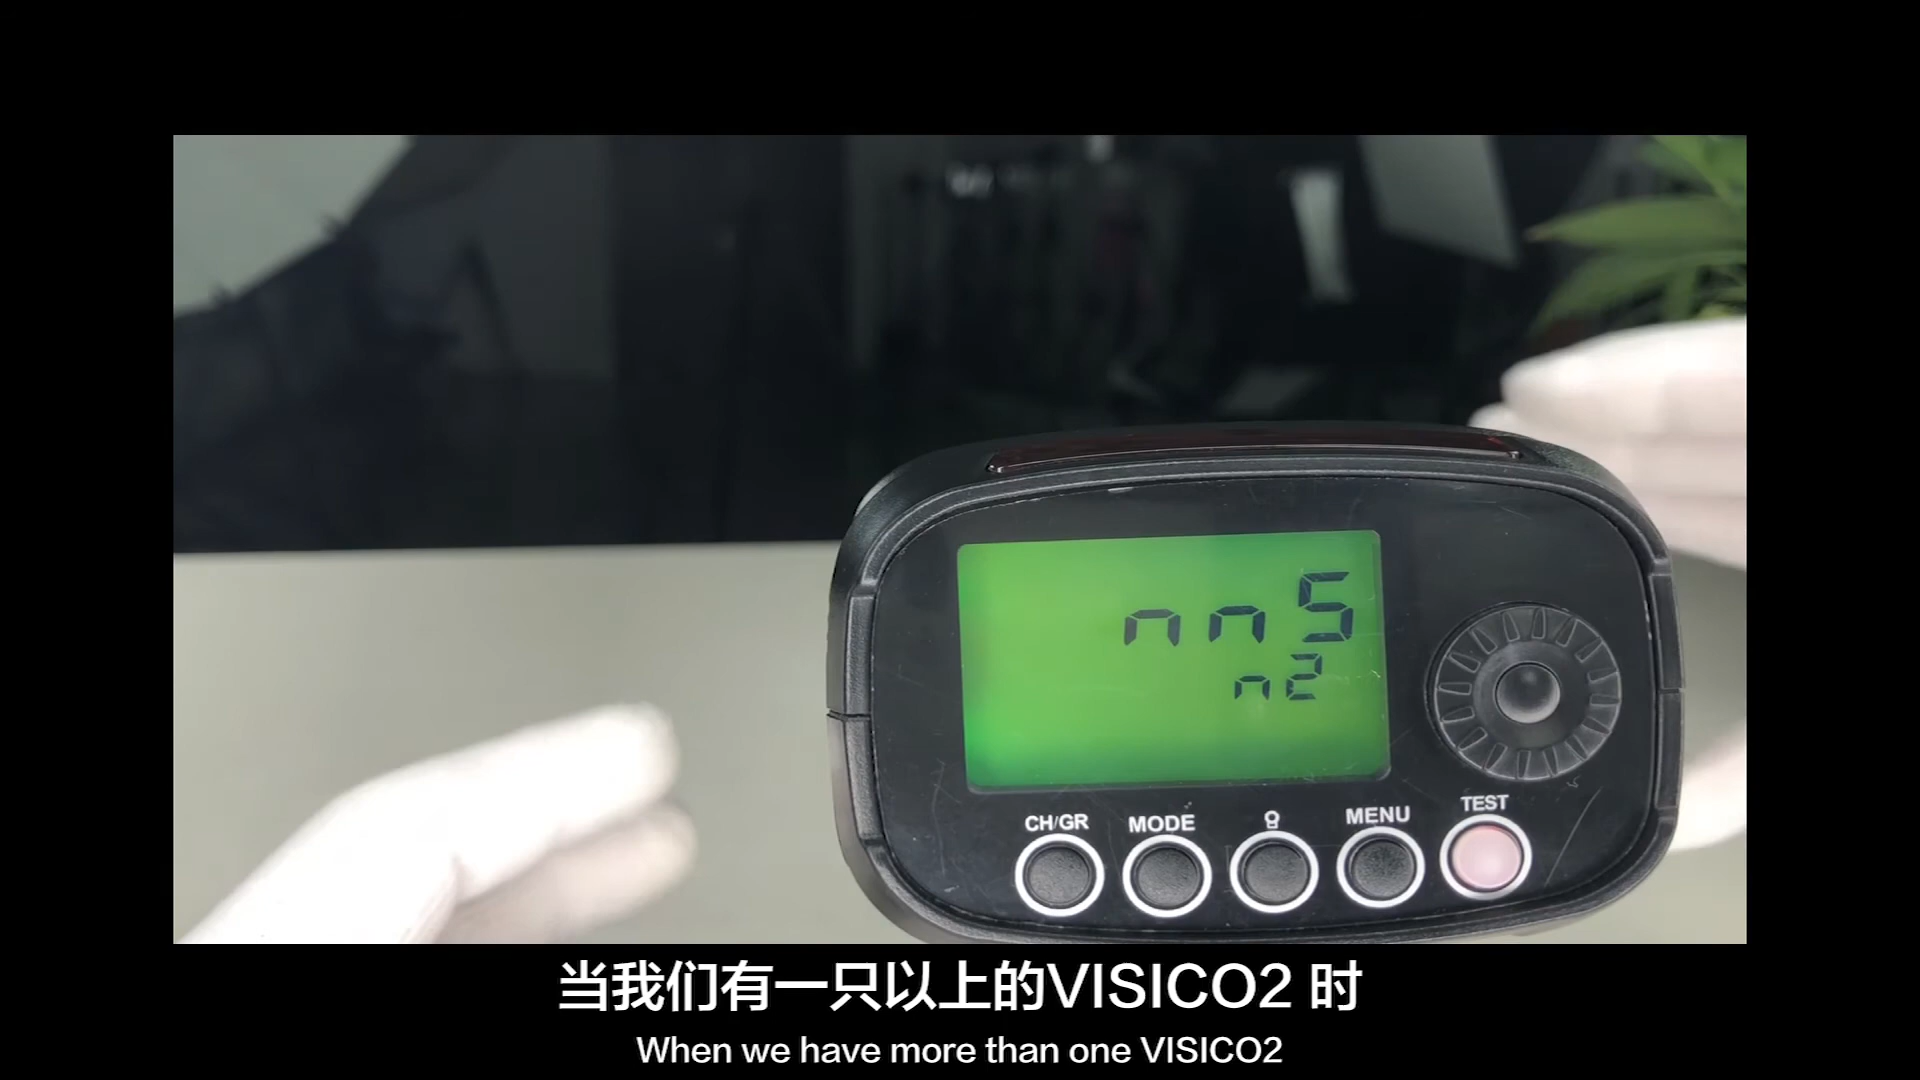 nn5
n2
CH/GR
MODE
MENU
TEST
当我们有一只以上的VISICO2 时
When we have more than one VISICO2